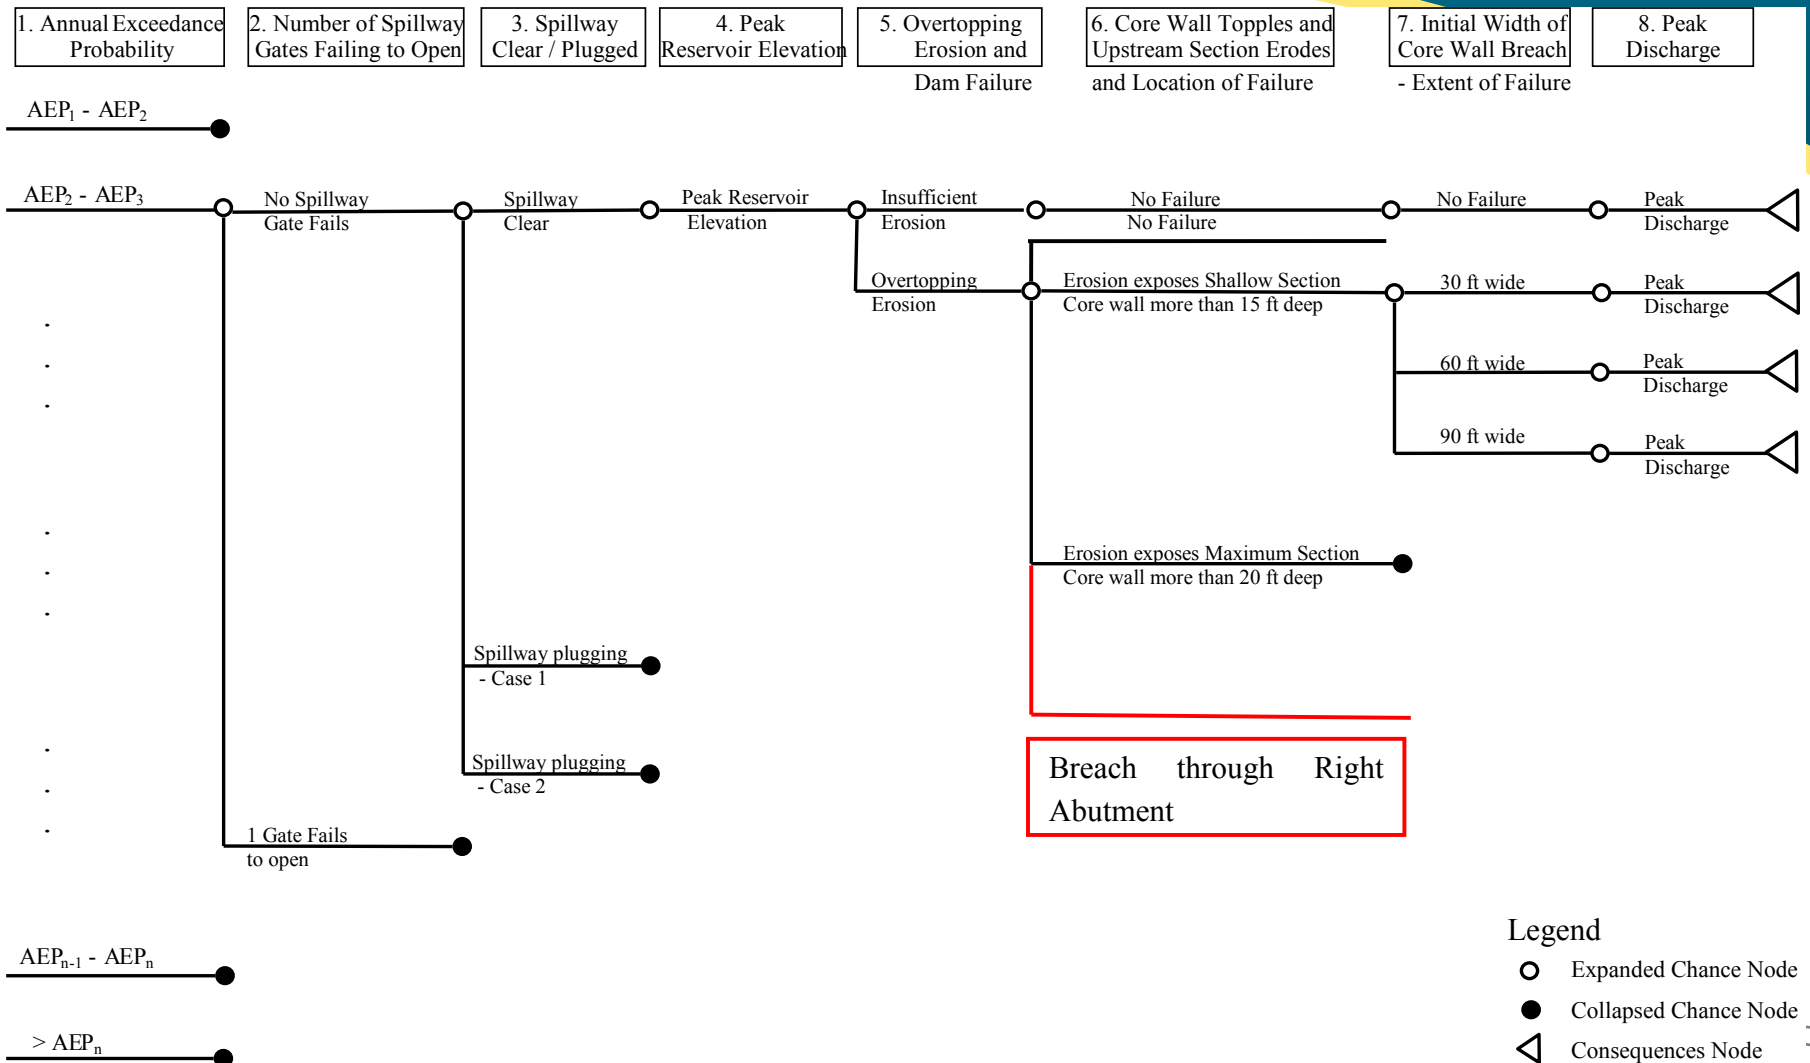 1. Annual Exceedance
Probability
2. Number of Spillway
Gates Failing to Open
3. Spillway
Clear / Plugged
4. Peak
Reservoir Elevation
5. Overtopping
Erosion and
Dam Failure
6. Core Wall Topples and
Upstream Section Erodes
and Location of Failure
7. Initial Width of
Core Wall Breach
- Extent of Failure
8. Peak
Discharge
AEP1 - AEP2
AEP2 - AEP3
No Spillway
Gate Fails
Spillway
Clear
Peak Reservoir
Elevation
Insufficient
Erosion
No Failure
No Failure
No Failure
Peak
Discharge
Overtopping
Erosion
Erosion exposes Shallow Section
Core wall more than 15 ft deep
30 ft wide
Peak
Discharge
60 ft wide
Peak
Discharge
90 ft wide
Peak
Discharge
Erosion exposes Maximum Section
Core wall more than 20 ft deep
Spillway plugging
- Case 1
Spillway plugging
- Case 2
Breach through Right
Abutment
1 Gate Fails
to open
AEPn-1 - AEPn
> AEPn
Legend
Expanded Chance Node
Collapsed Chance Node
Consequences Node